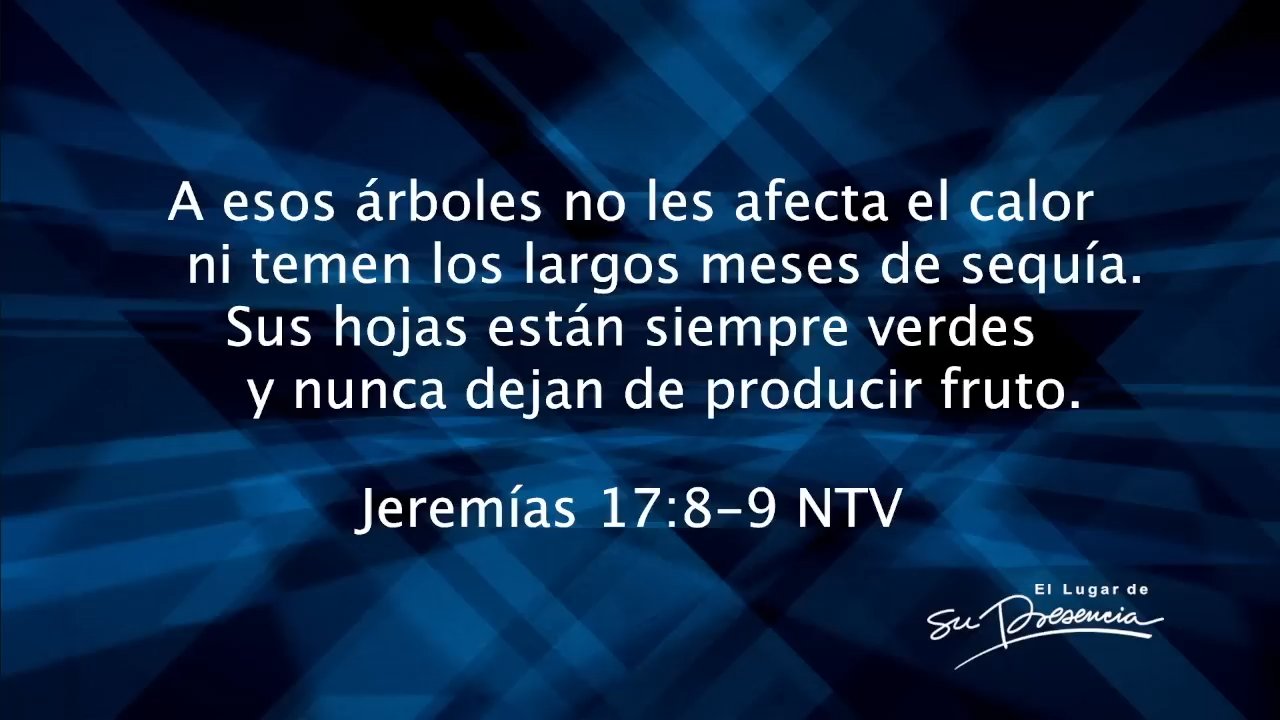 A esos árboles no les afecta el calor
ni temen los largos meses de sequía.
Sus hojas están siempre verdes
y nunca dejan de producir fruto.
Jeremías 17:8–9 NTV
El Lugar de
Su Presencia